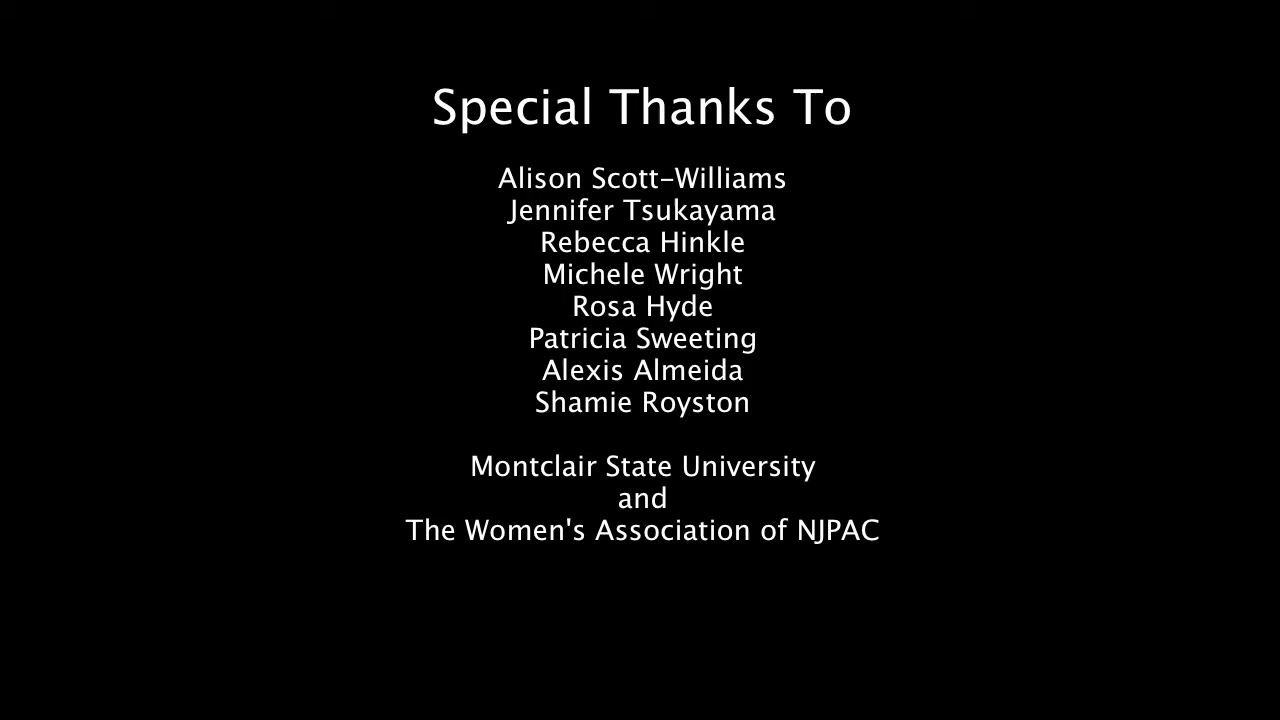 Special Thanks To
Alison Scott-Williams
Jennifer Tsukayama
Rebecca Hinkle
Michele Wright
Rosa Hyde
Patricia Sweeting
Alexis Almeida
Shamie Royston
Montclair State University
and
The Women's Association of NJPAC